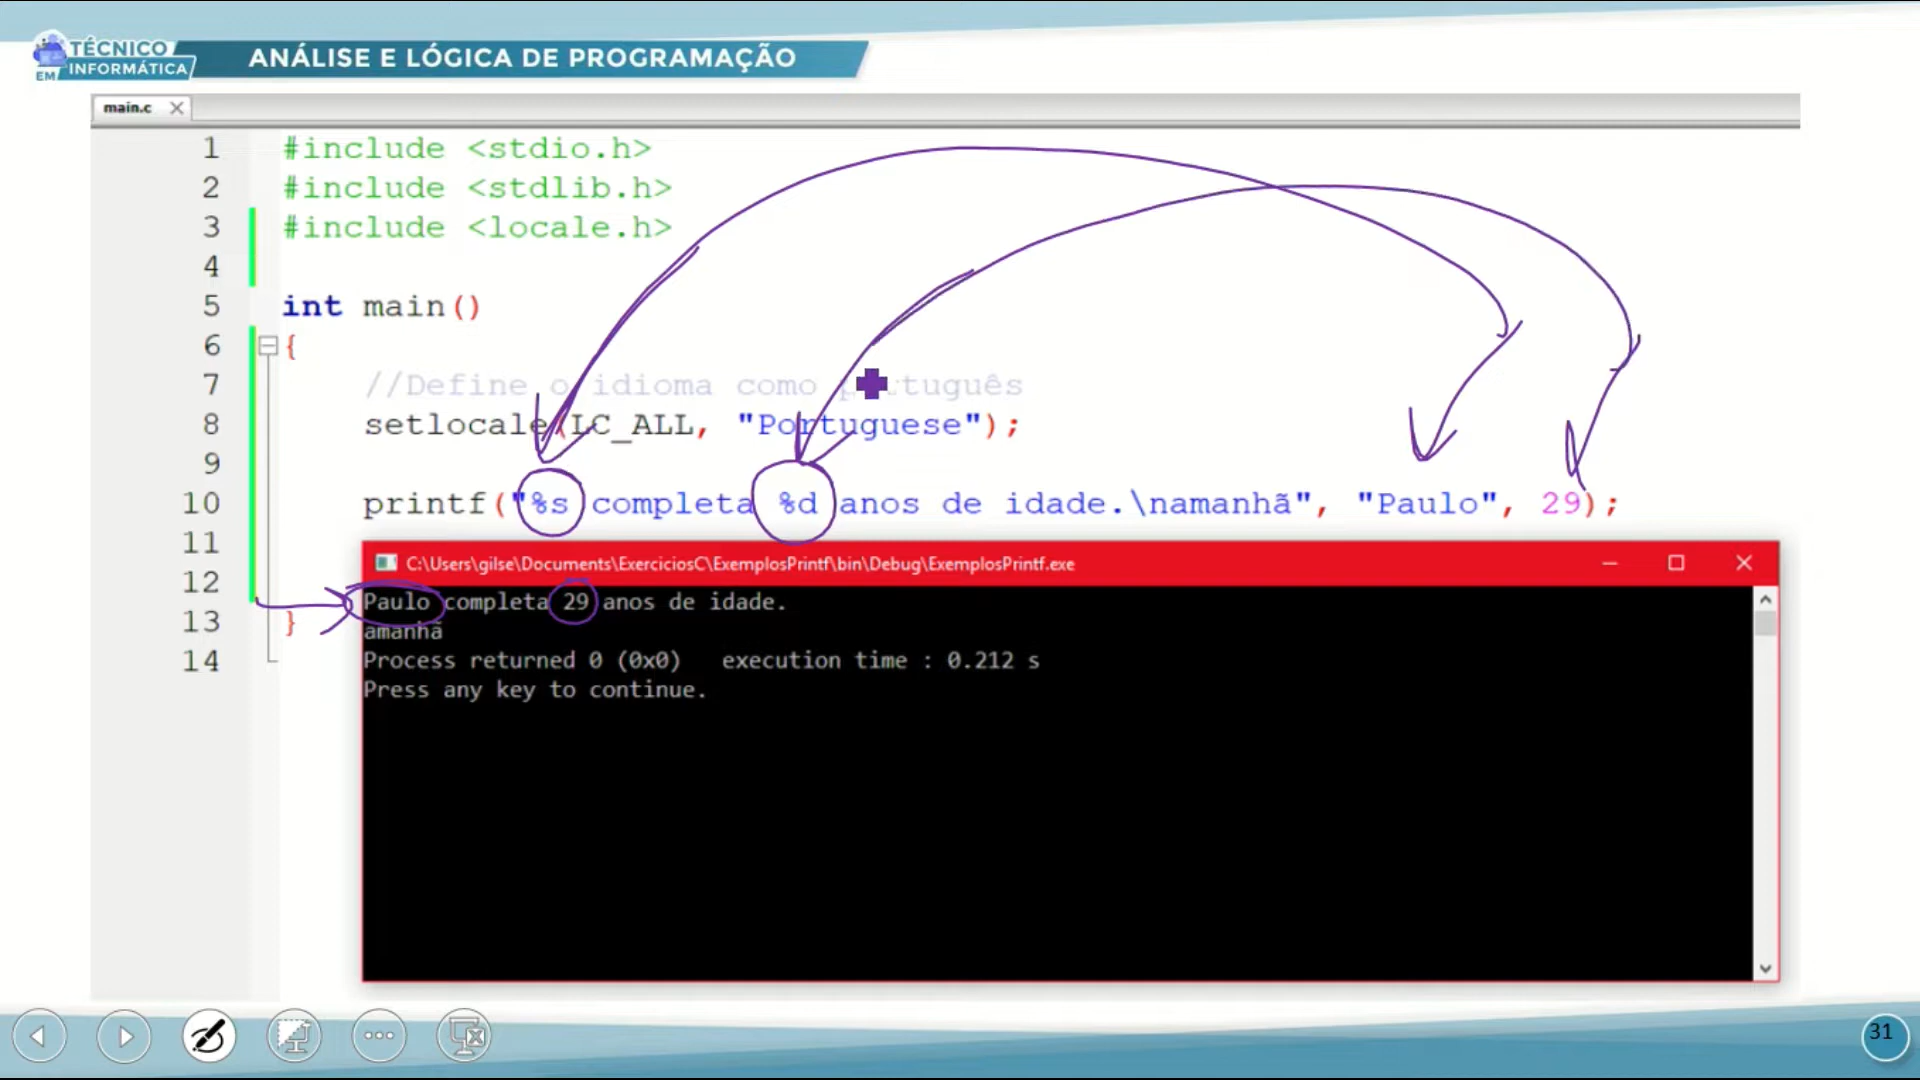 TÉCNICO
EM INFORMÁTICA
ANÁLISE E LÓGICA DE PROGRAMAÇÃO
main.c
1 #include <stdio.h>
2 #include <stdlib.h>
3 #include <locale.h>
4
5 int main()
6 {
7 //Define o idioma como português
8 setlocale(LC_ALL, "Portuguese");
9
10 printf("%s completa %d anos de idade.\namanhã", "Paulo", 29);
11
12
13 }
14
C:\Users\gilse\Documents\ExerciciosC\ExemplosPrintf\bin\Debug\ExemplosPrintf.exe
Paulo completa 29 anos de idade.
amanhã
Process returned 0 (0x0) execution time : 0.212 s
Press any key to continue.
31